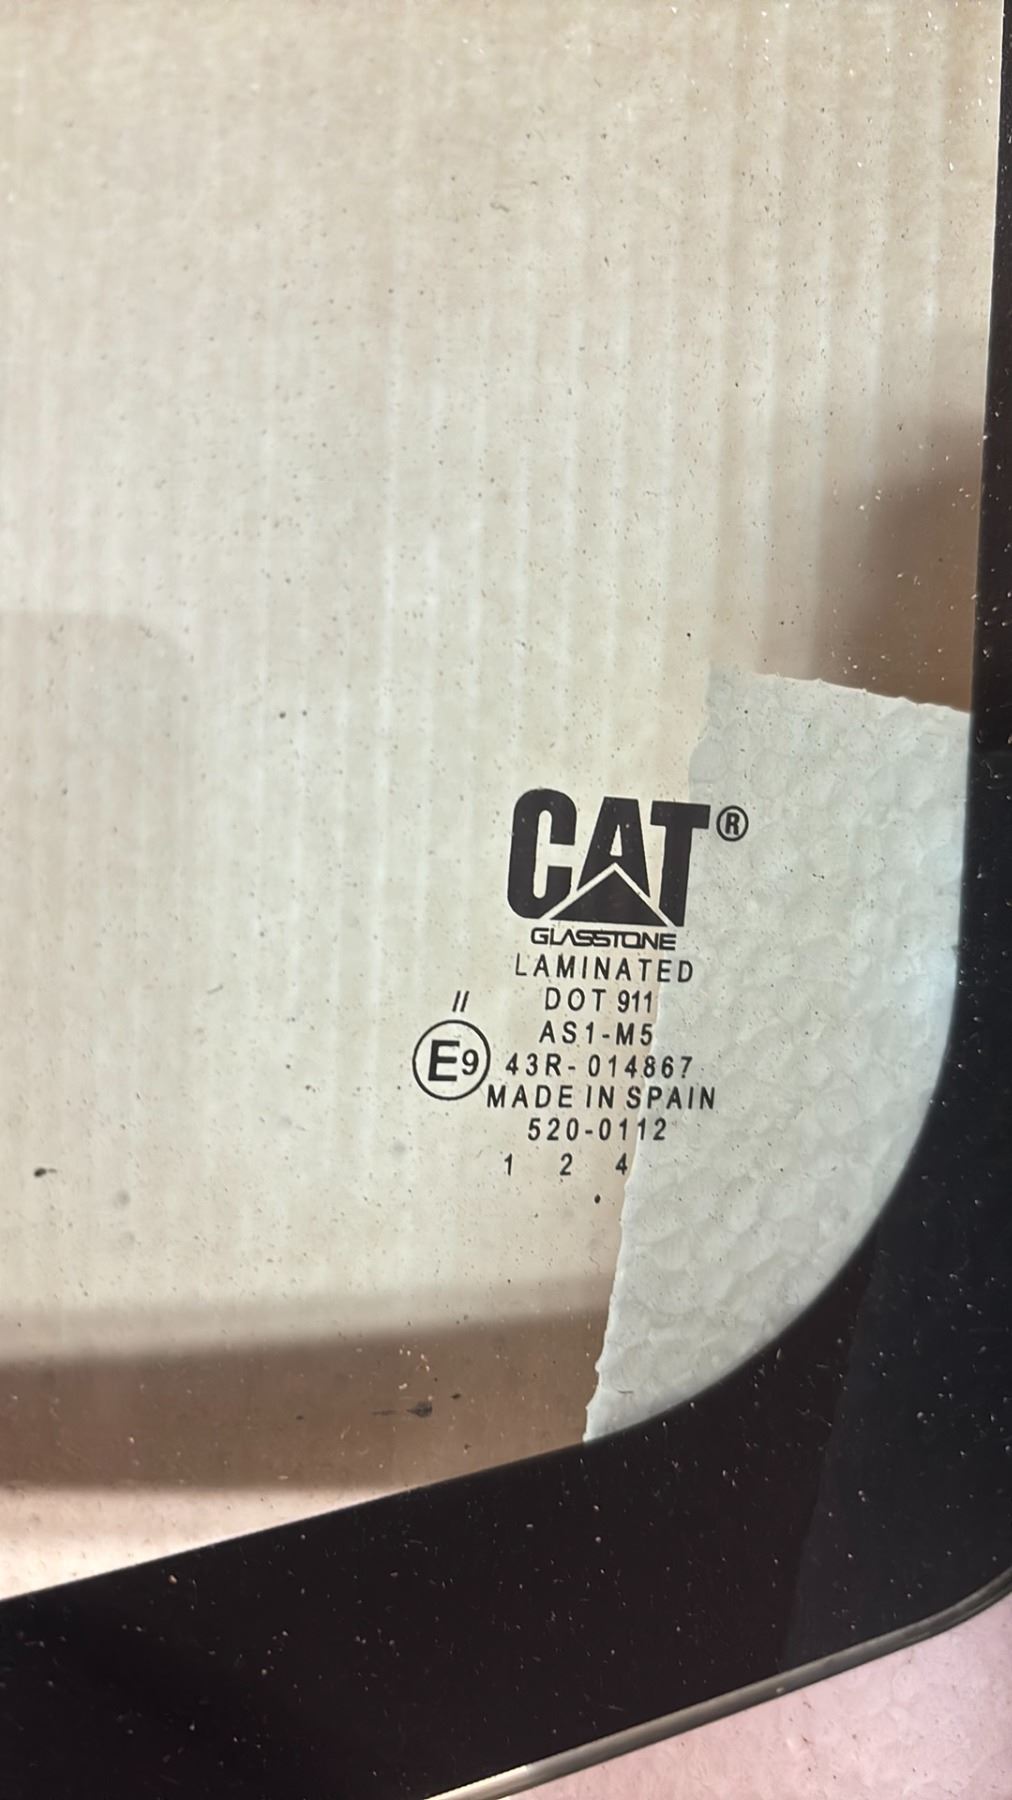 CAT®
GLASSTONE
LAMINATED
// DOT 911
AS1-M5
E9 43R-014867
MADE IN SPAIN
520-0112
1 2 4